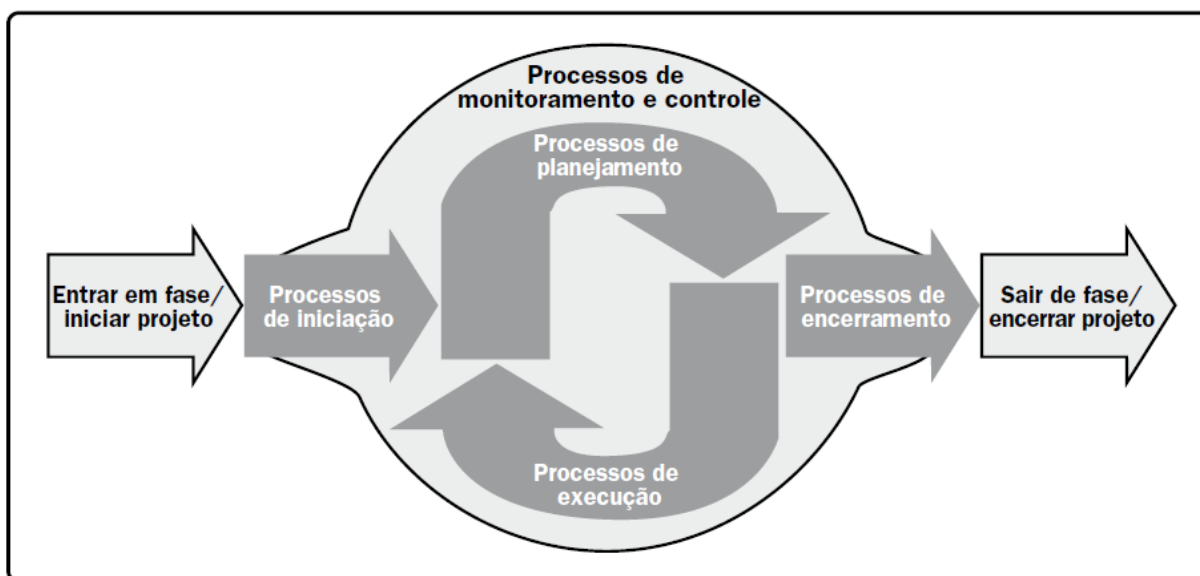 Processos de
monitoramento e controle
Processos de
planejamento
Entrar em fase/
iniciar projeto
Processos
de iniciação
Processos de
encerramento
Sair de fase/
encerrar projeto
Processos de
execução